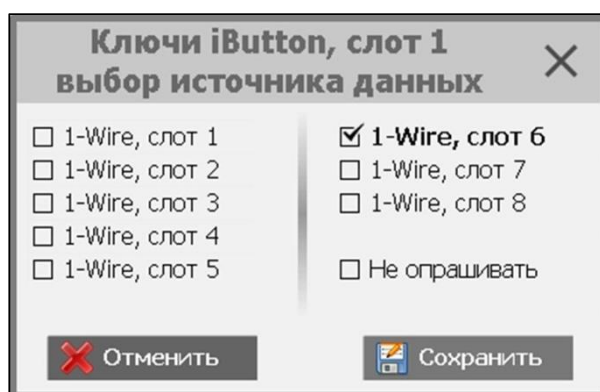 Ключи iButton, слот 1
выбор источника данных
1-Wire, слот 1
1-Wire, слот 2
1-Wire, слот 3
1-Wire, слот 4
1-Wire, слот 5
1-Wire, слот 6
1-Wire, слот 7
1-Wire, слот 8
Не опрашивать
Отменить
Сохранить